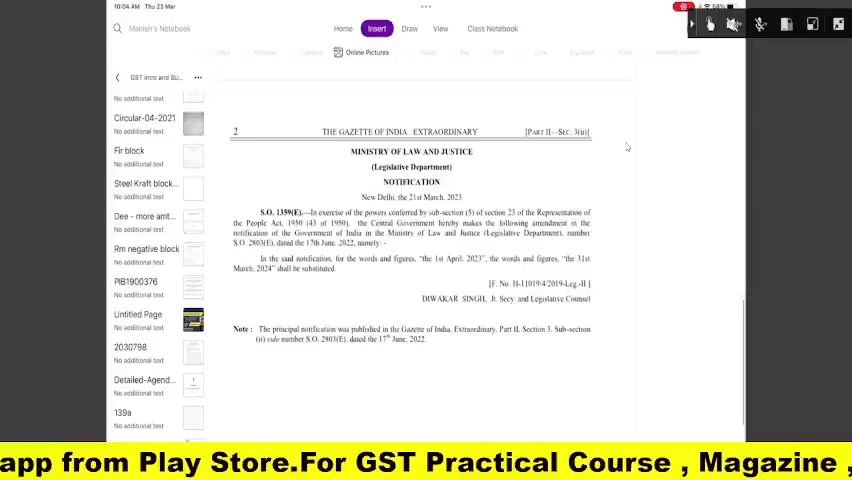 10:04 AM Thu 23 Mar
68%
Manish's Notebook
Home Insert Draw View Class Notebook
Online Pictures
GST intro and SU...
No additional text
Circular-04-2021
No additional text
Fir block
No additional text
Steel Kraft block...
No additional text
Dee - more amt...
No additional text
Rm negative block
No additional text
PIB1900376
No additional text
Untitled Page
No additional text
2030798
No additional text
Detailed-Agend...
No additional text
139a
No additional text
2 THE GAZETTE OF INDIA : EXTRAORDINARY [PART II—SEC. 3(ii)]
MINISTRY OF LAW AND JUSTICE
(Legislative Department)
NOTIFICATION
New Delhi, the 21st March, 2023
S.O. 1359(E).—In exercise of the powers conferred by sub-section (5) of section 23 of the Representation of
the People Act, 1950 (43 of 1950), the Central Government hereby makes the following amendment in the
notification of the Government of India in the Ministry of Law and Justice (Legislative Department), number
S.O. 2803(E), dated the 17th June, 2022, namely: -
In the said notification, for the words and figures, "the 1st April, 2023", the words and figures, "the 31st
March, 2024" shall be substituted.
[F. No. H-11019/4/2019-Leg.-II ]
DIWAKAR SINGH, Jt. Secy. and Legislative Counsel
Note : The principal notification was published in the Gazette of India, Extraordinary, Part II, Section 3, Sub-section
(ii) vide number S.O. 2803(E), dated the 17th June, 2022.
app from Play Store.For GST Practical Course , Magazine ,